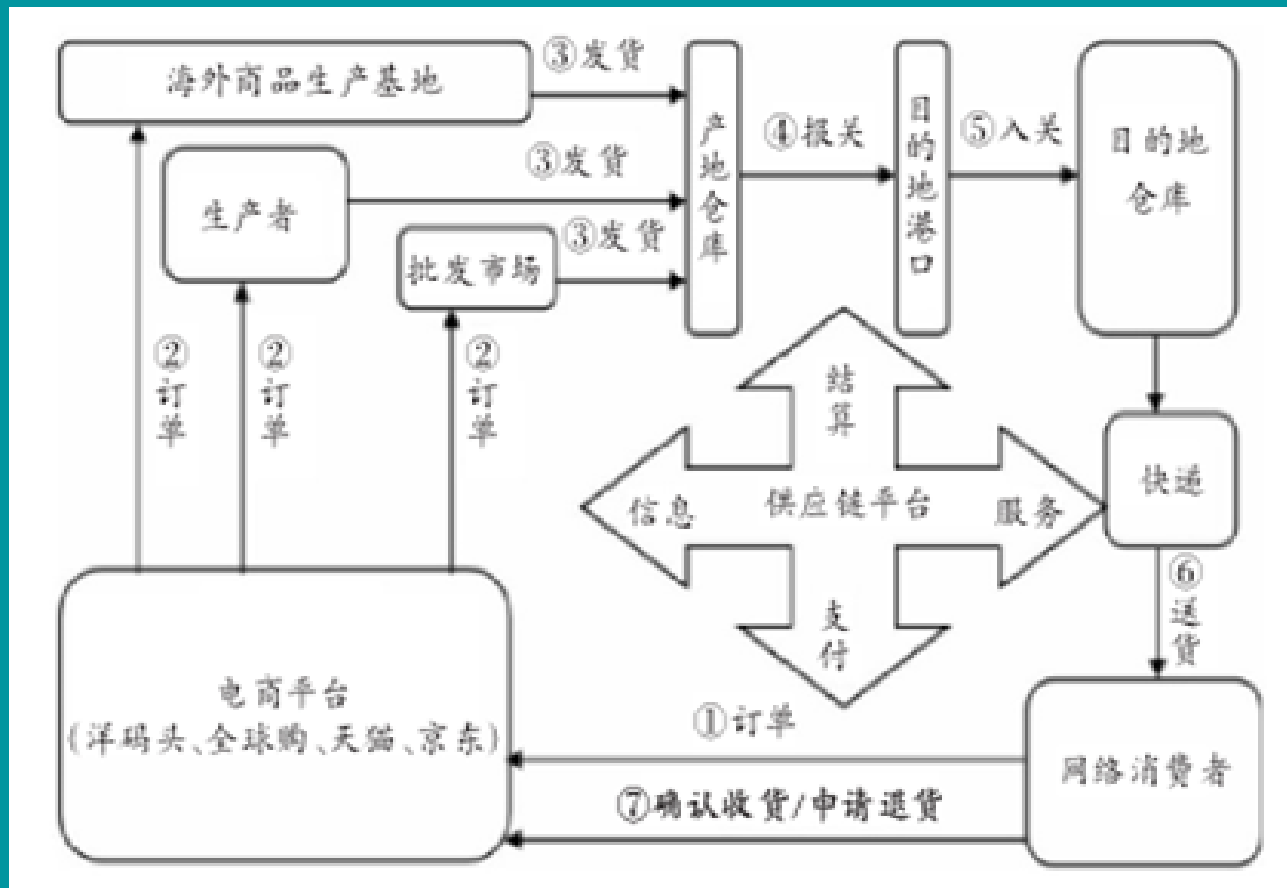 海外商品生产基地
③发货
生产者
③发货
批发市场
③发货
产地仓库
④报关
目的地港口
⑤入关
目的地
仓库
②订单
②订单
②订单
结算
信息
供应链平台
服务
支付
快递
⑥送货
电商平台
(洋码头、全球购、天猫、京东)
①订单
⑦确认收货/申请退货
网络消费者